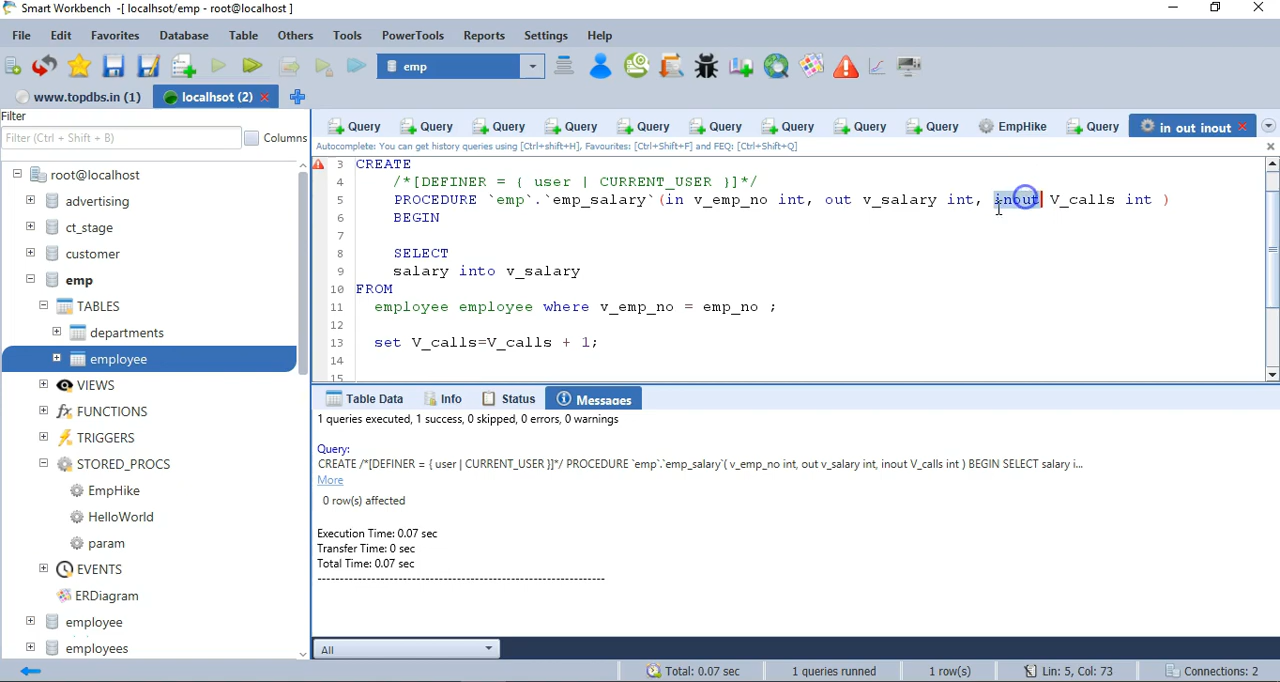 Smart Workbench -[ localhsot/emp - root@localhost ]
File Edit Favorites Database Table Others Tools PowerTools Reports Settings Help
emp
www.topdbs.in (1) localhsot (2)
Filter
Filter (Ctrl + Shift + B) Columns
root@localhost
advertising
ct_stage
customer
emp
TABLES
departments
employee
VIEWS
fx FUNCTIONS
TRIGGERS
STORED_PROCS
EmpHike
HelloWorld
param
EVENTS
ERDiagram
employee
employees
Query Query Query Query Query Query Query Query Query EmpHike Query in out inout
Autocomplete: You can get history queries using [Ctrl+shift+H], Favourites: [Ctrl+Shift+F] and FEQ: [Ctrl+Shift+Q]
3 CREATE
4 /*[DEFINER = { user | CURRENT_USER }]*/
5 PROCEDURE `emp`.`emp_salary`(in v_emp_no int, out v_salary int, inout V_calls int )
6 BEGIN
7
8 SELECT
9 salary into v_salary
10 FROM
11 employee employee where v_emp_no = emp_no ;
12
13 set V_calls=V_calls + 1;
14
15
Table Data Info Status Messages
1 queries executed, 1 success, 0 skipped, 0 errors, 0 warnings
Query:
CREATE /*[DEFINER = { user | CURRENT_USER }]*/ PROCEDURE `emp`.`emp_salary`( v_emp_no int, out v_salary int, inout V_calls int ) BEGIN SELECT salary i...
More
0 row(s) affected
Execution Time: 0.07 sec
Transfer Time: 0 sec
Total Time: 0.07 sec
----------------------------------------------------------------
All
Total: 0.07 sec 1 queries runned 1 row(s) Lin: 5, Col: 73 Connections: 2